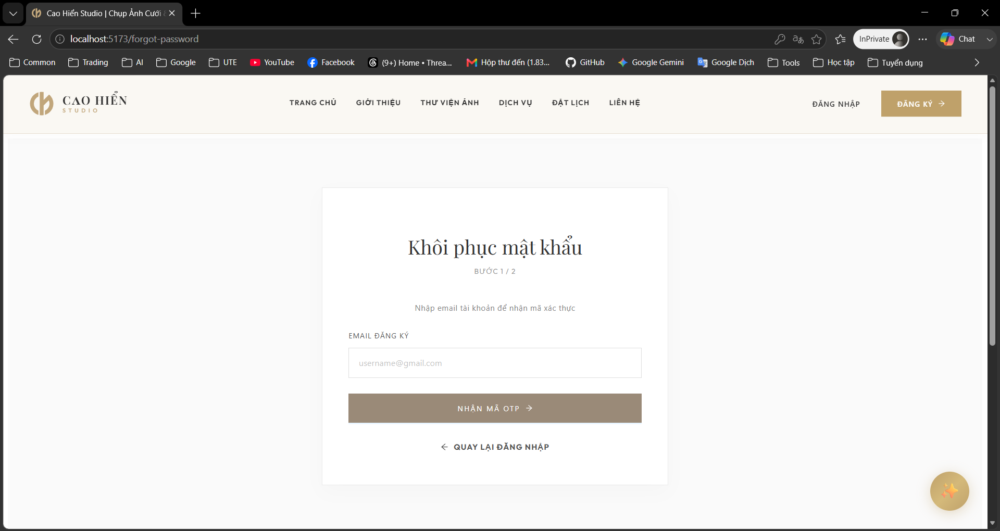 Cao Hiển Studio | Chụp Ảnh Cưới
localhost:5173/forgot-password
InPrivate
Chat
Common
Trading
AI
Google
UTE
YouTube
Facebook
(9+) Home • Threa...
Hộp thư đến (1.83...
GitHub
Google Gemini
Google Dịch
Tools
Học tập
Tuyển dụng
CAO HIỂN
STUDIO
TRANG CHỦ
GIỚI THIỆU
THƯ VIỆN ẢNH
DỊCH VỤ
ĐẶT LỊCH
LIÊN HỆ
ĐĂNG NHẬP
ĐĂNG KÝ →
Khôi phục mật khẩu
BƯỚC 1 / 2
Nhập email tài khoản để nhận mã xác thực
EMAIL ĐĂNG KÝ
username@gmail.com
NHẬN MÃ OTP →
← QUAY LẠI ĐĂNG NHẬP